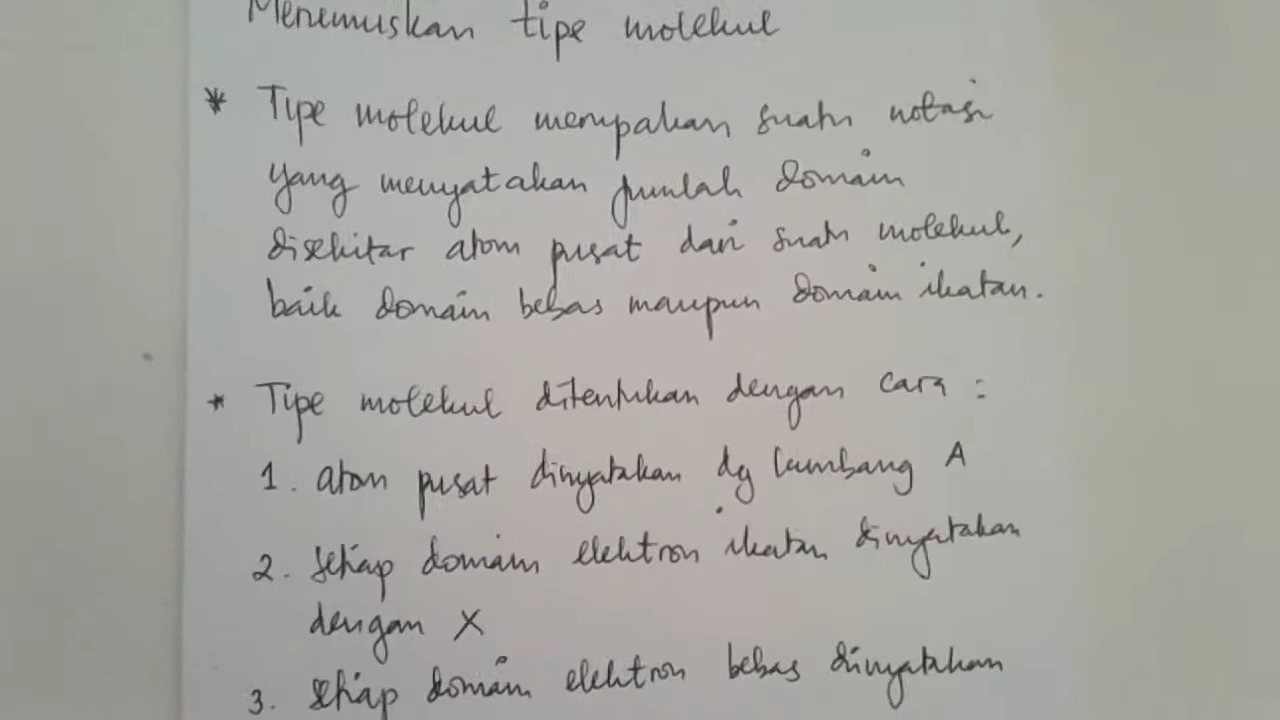 Merumuskan tipe molekul
* Tipe molekul merupakan suatu notasi
yang menyatakan jumlah domain
disekitar atom pusat dari suatu molekul,
baik domain bebas maupun domain ikatan.
* Tipe molekul ditentukan dengan cara :
1. atom pusat dinyatakan dg lambang A
2. setiap domain elektron ikatan dinyatakan
dengan X
3. setiap domain elektron bebas dinyatakan